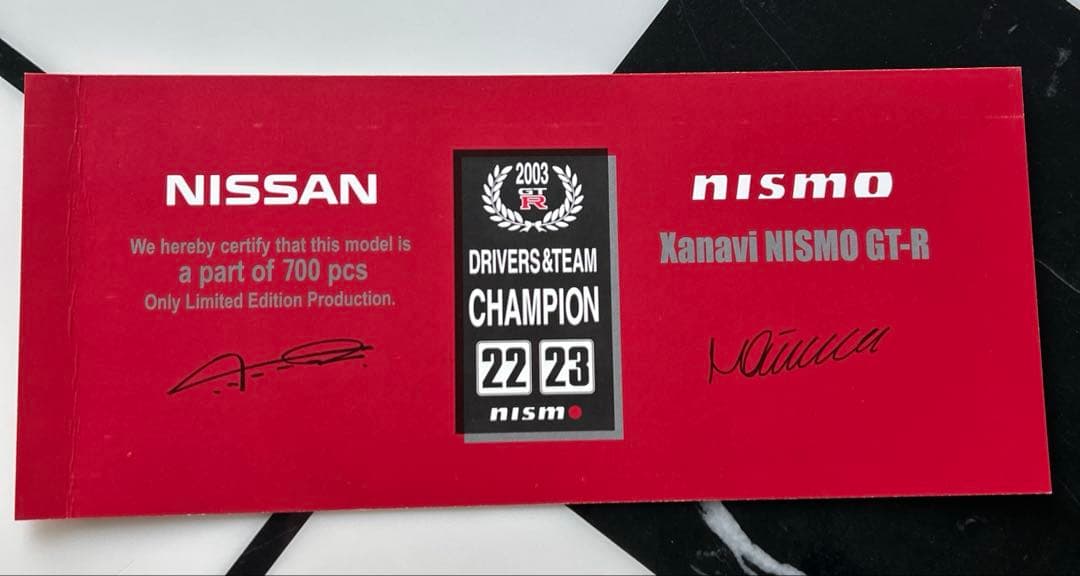 NISSAN
We hereby certify that this model is
a part of 700 pcs
Only Limited Edition Production.
2003
GT
R
DRIVERS&TEAM
CHAMPION
22 23
nismo
nismo
Xanavi NISMO GT-R